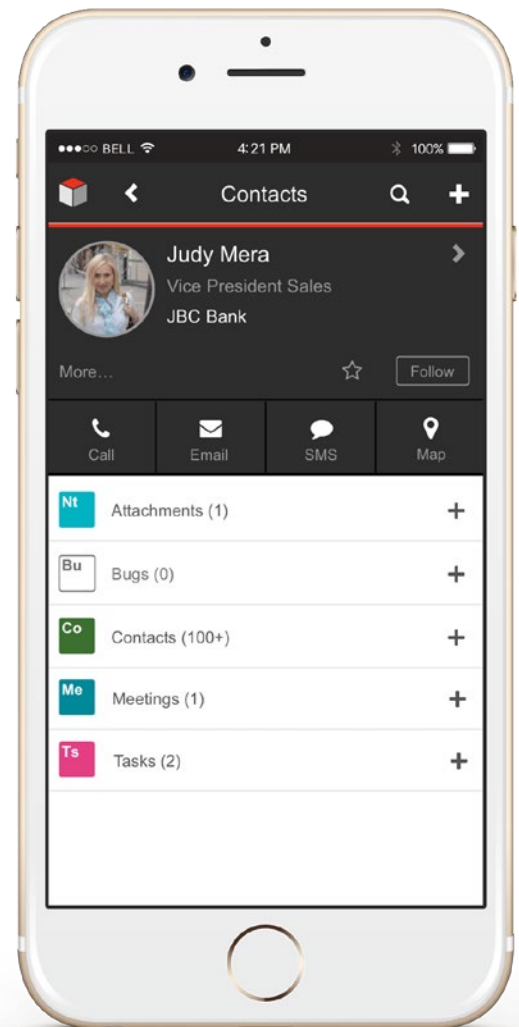 BELL 4:21 PM 100%
Contacts
Judy Mera
Vice President Sales
JBC Bank
More... Follow
Call Email SMS Map
Nt Attachments (1)
Bu Bugs (0)
Co Contacts (100+)
Me Meetings (1)
Ts Tasks (2)